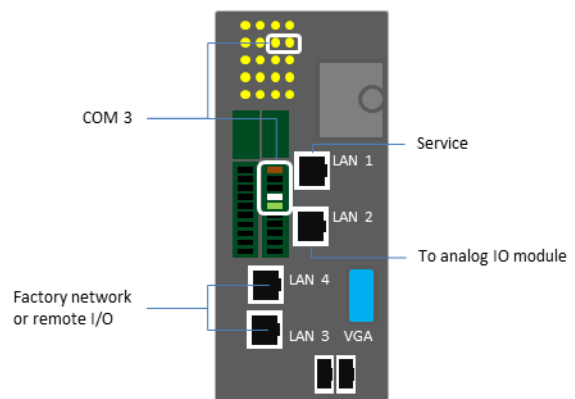 COM 3
LAN 1
Service
LAN 2
To analog IO module
Factory network
or remote I/O
LAN 4
LAN 3
VGA